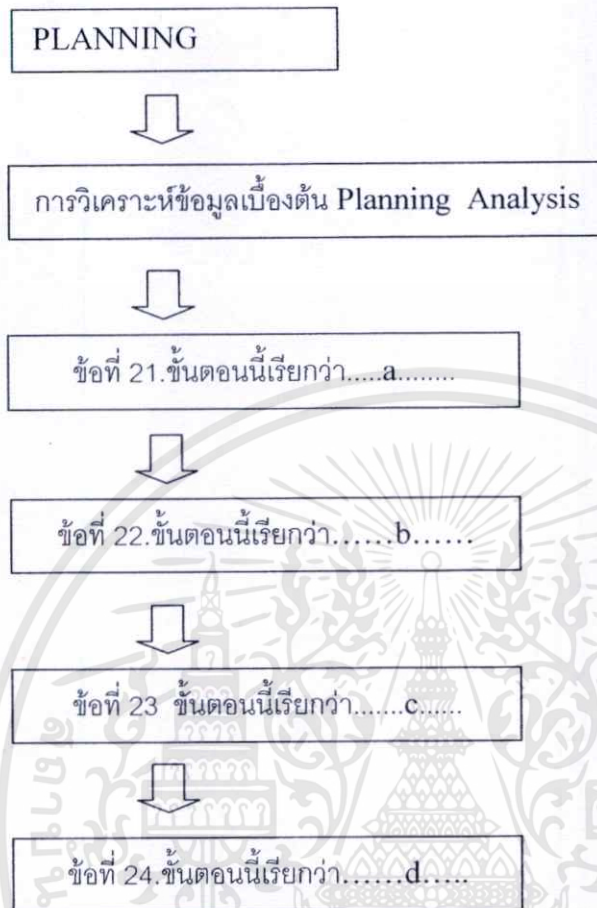 PLANNING
การวิเคราะห์ข้อมูลเบื้องต้น Planning Analysis
ข้อที่ 21.ขั้นตอนนี้เรียกว่า.....a........
ข้อที่ 22.ขั้นตอนนี้เรียกว่า......b......
ข้อที่ 23 ขั้นตอนนี้เรียกว่า.......c......
ข้อที่ 24.ขั้นตอนนี้เรียกว่า......d.....